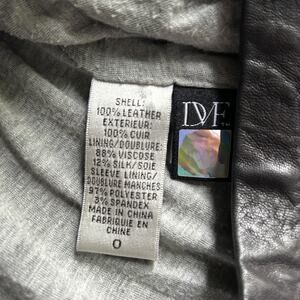 SHELL:
100% LEATHER
EXTERIEUR:
100% CUIR
LINING/DOUBLURE:
88% VISCOSE
12% SILK/SOIE
SLEEVE LINING/
DOUBLURE MANCHES
97% POLYESTER
3% SPANDEX
MADE IN CHINA
FABRIQUE EN
CHINE
0
DVF